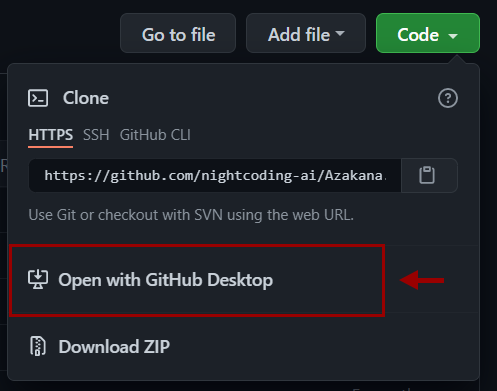 Go to file Add file Code
Clone
HTTPS SSH GitHub CLI
https://github.com/nightcoding-ai/Azakana.
Use Git or checkout with SVN using the web URL.
Open with GitHub Desktop
Download ZIP